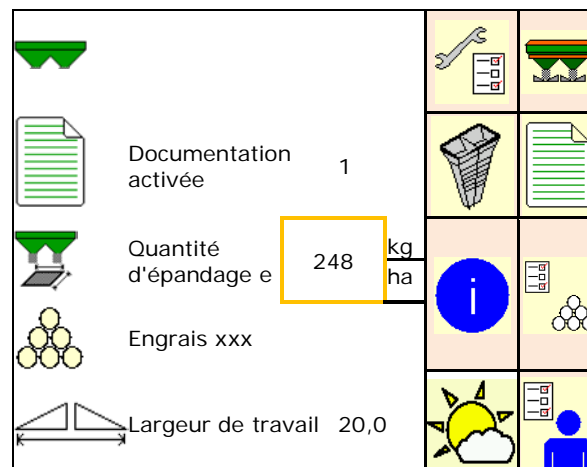 Documentation
activée 1
Quantité
d'épandage e 248 kg
ha
Engrais xxx
Largeur de travail 20,0
i